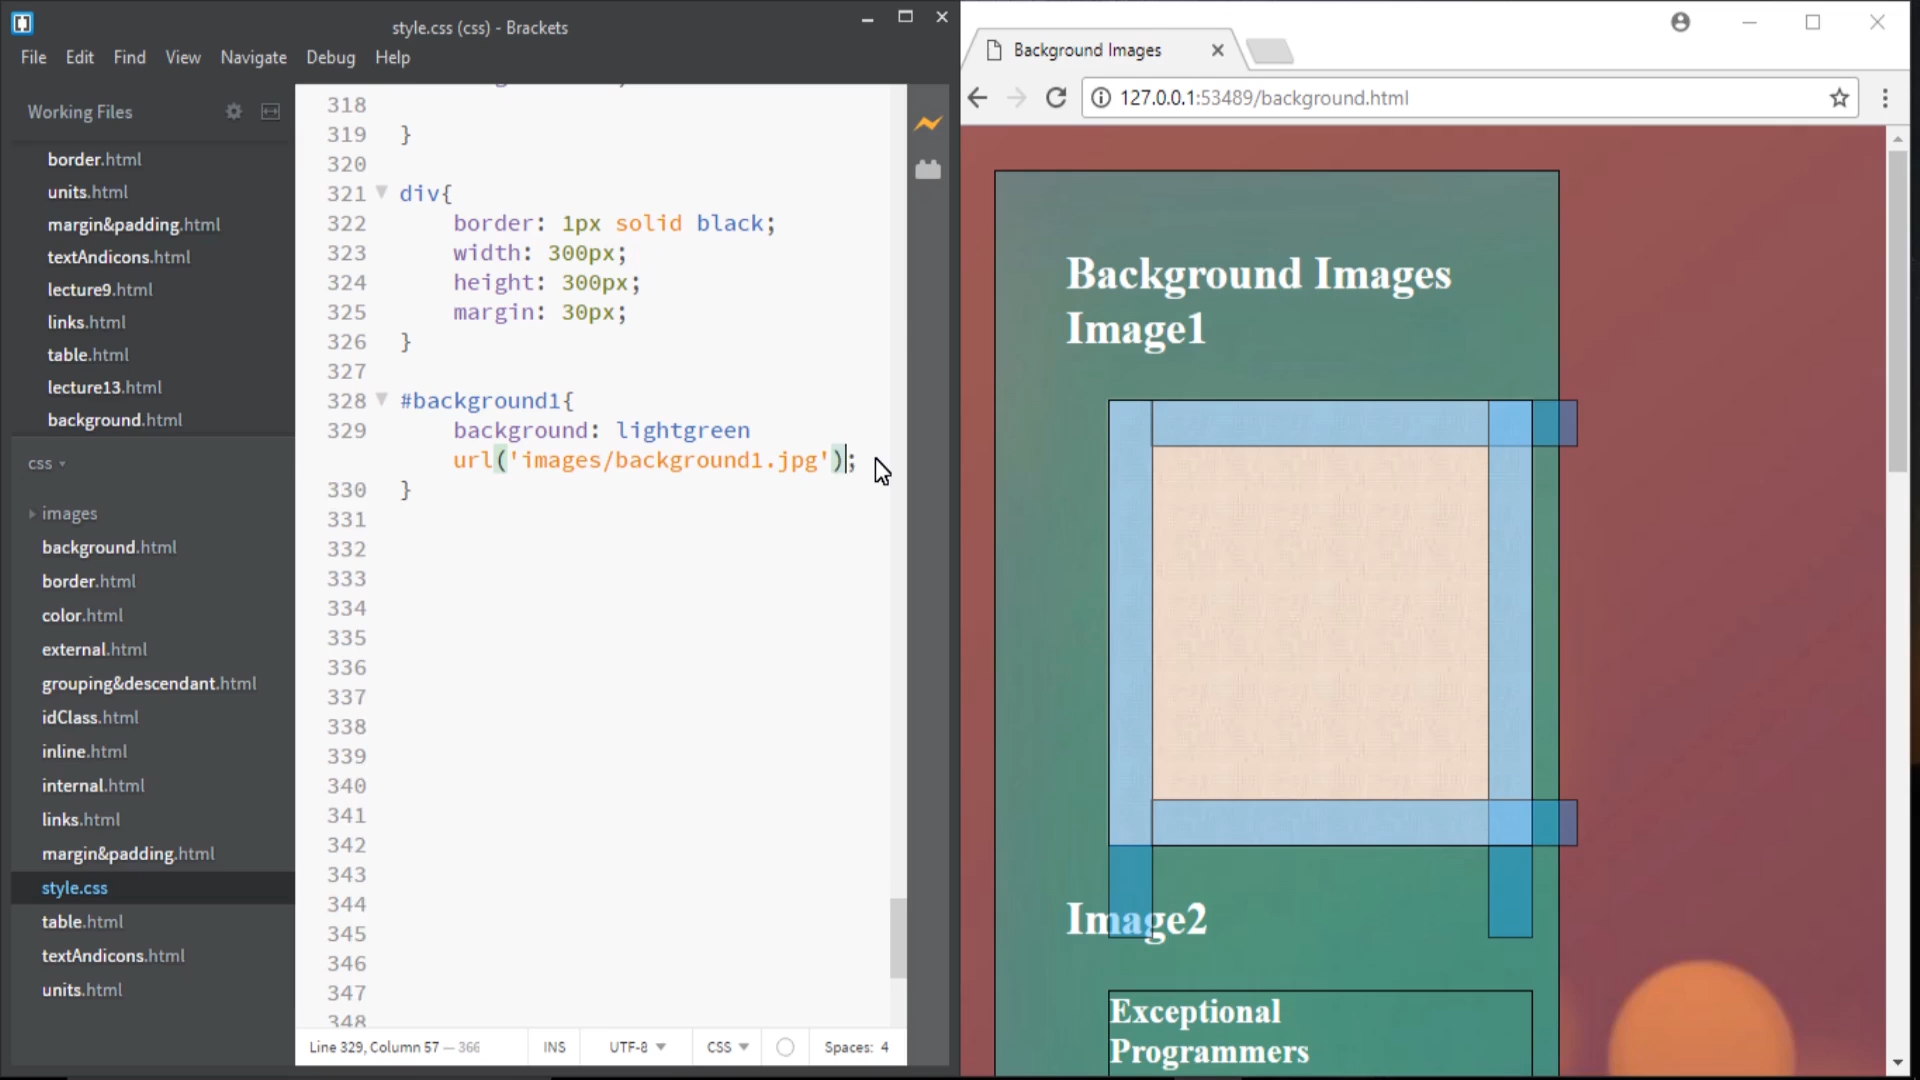 style.css (css) - Brackets
File Edit Find View Navigate Debug Help
Working Files
border.html
units.html
margin&padding.html
textAndicons.html
lecture9.html
links.html
table.html
lecture13.html
background.html
css
images
background.html
border.html
color.html
external.html
grouping&descendant.html
idClass.html
inline.html
internal.html
links.html
margin&padding.html
style.css
table.html
textAndicons.html
units.html
318
319 }
320
321 div{
322 border: 1px solid black;
323 width: 300px;
324 height: 300px;
325 margin: 30px;
326 }
327
328 #background1{
329 background: lightgreen
url('images/background1.jpg');
330 }
331
332
333
334
335
336
337
338
339
340
341
342
343
344
345
346
347
348
Line 329, Column 57 — 366 INS UTF-8 CSS Spaces: 4
Background Images
127.0.0.1:53489/background.html
Background Images
Image1
Image2
Exceptional
Programmers